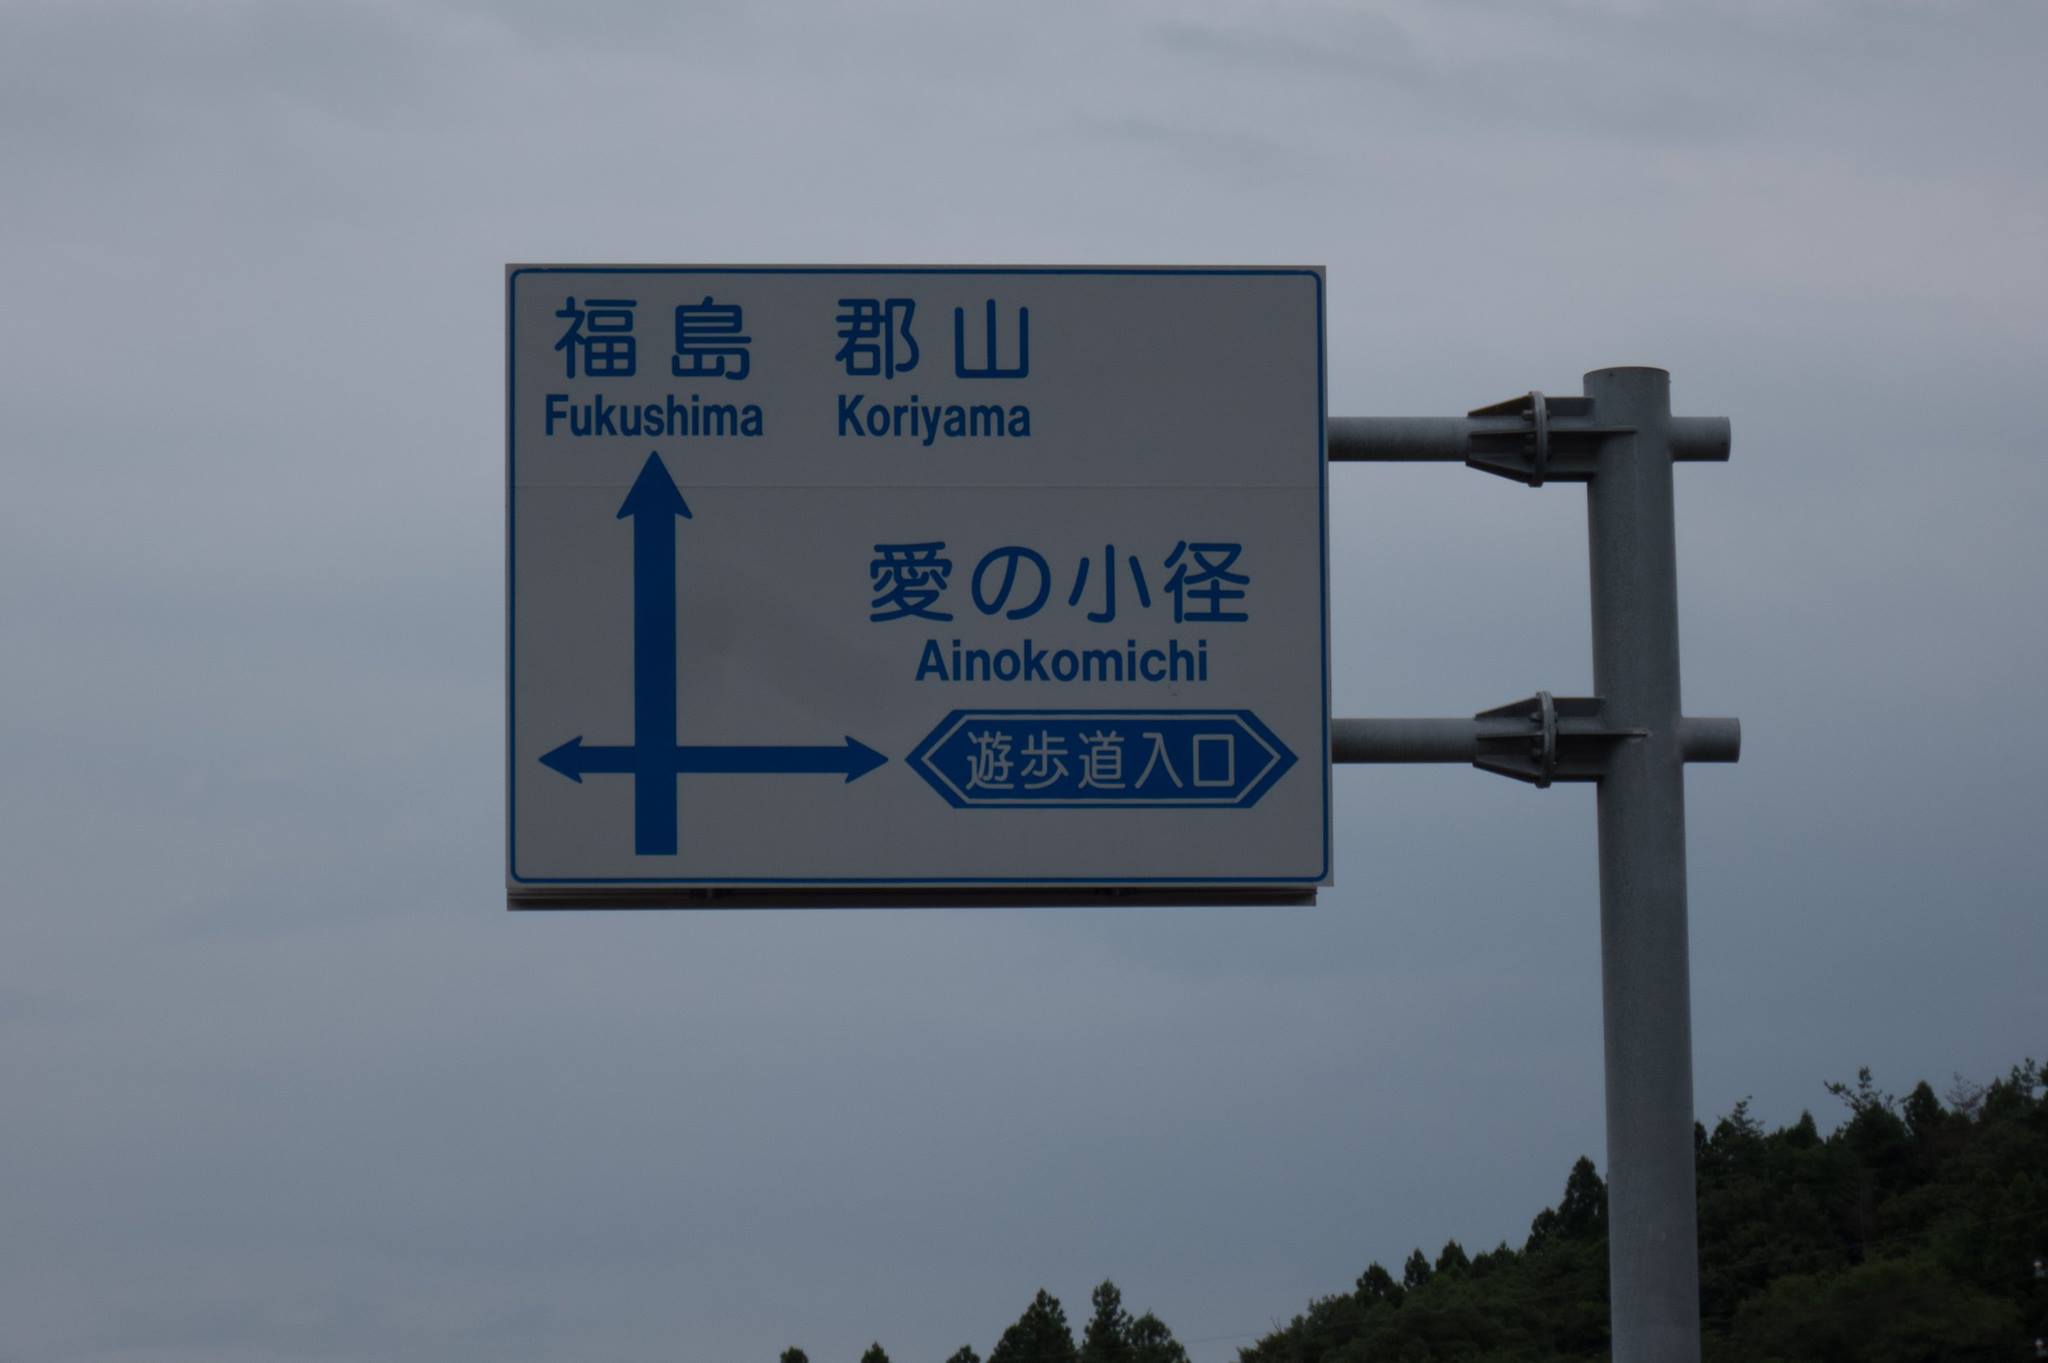 福島 郡山
Fukushima Koriyama
愛の小径
Ainokomichi
遊歩道入口